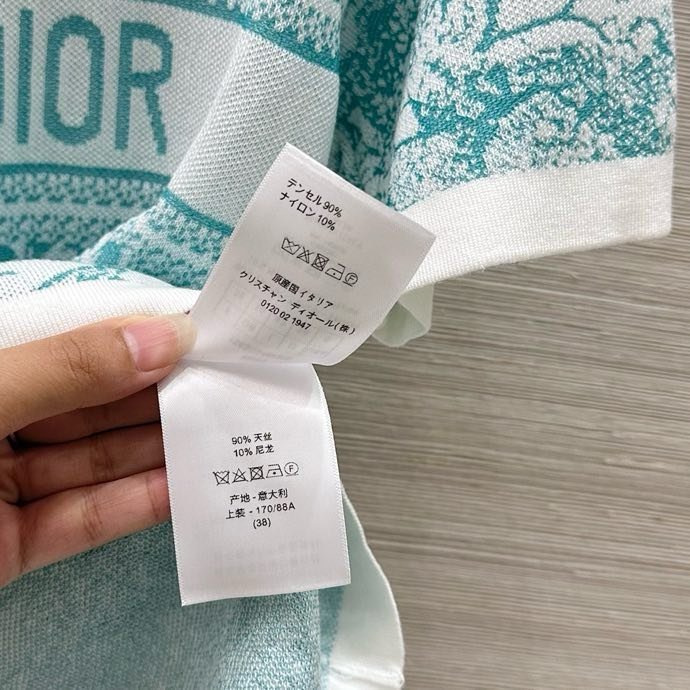 DIOR
テンセル 90%
ナイロン 10%
F
原産国 イタリア
クリスチャン ディオール(株)
0120 02 1947
90% 天丝
10% 尼龙
F
产地 - 意大利
上装 - 170/88A
(38)